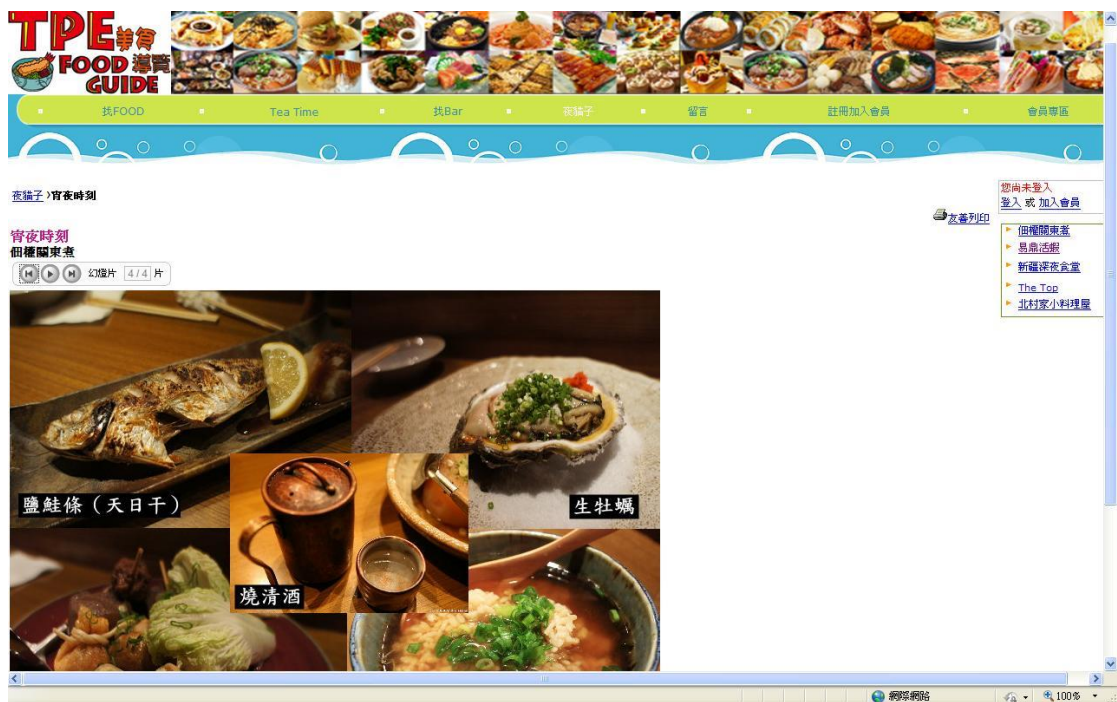 TPE美食
FOOD導覽
GUIDE
找FOOD
Tea Time
找Bar
夜貓子
留言
註冊加入會員
會員專區
夜貓子〉宵夜時刻
友善列印
您尚未登入
登入 或 加入會員
佃權關東煮
易鼎活蝦
新疆深夜食堂
The Top
北村家小料理屋
宵夜時刻
佃權關東煮
幻燈片 4/4 片
鹽鮭條（天日干）
生牡蠣
燒清酒
網際網路
100%